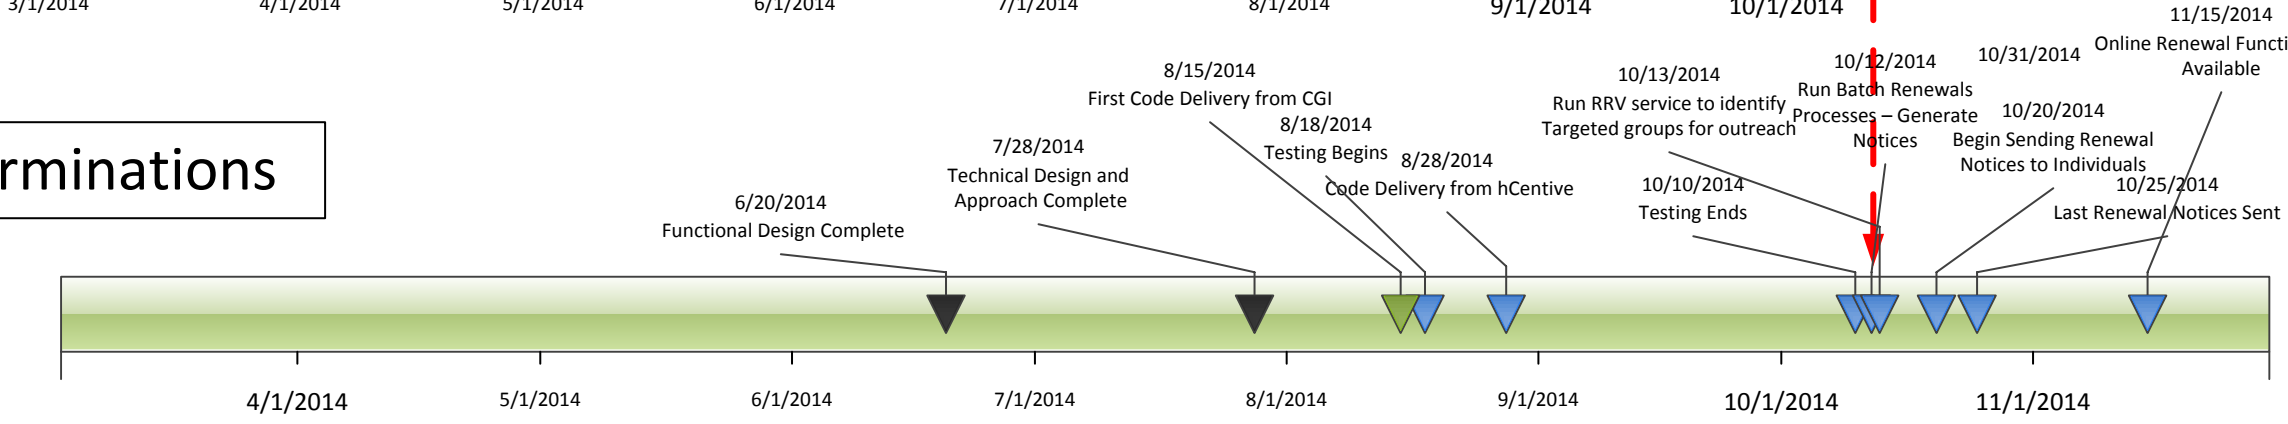 3/1/2014
4/1/2014
5/1/2014
6/1/2014
7/1/2014
8/1/2014
9/1/2014
10/1/2014
rminations
6/20/2014
Functional Design Complete
7/28/2014
Technical Design and
Approach Complete
8/15/2014
First Code Delivery from CGI
8/18/2014
Testing Begins
8/28/2014
Code Delivery from hCentive
10/13/2014
Run RRV service to identify
Targeted groups for outreach
10/10/2014
Testing Ends
10/12/2014
Run Batch Renewals
Processes – Generate
Notices
10/31/2014
10/20/2014
Begin Sending Renewal
Notices to Individuals
10/25/2014
Last Renewal Notices Sent
11/15/2014
Online Renewal Functi
Available
4/1/2014
5/1/2014
6/1/2014
7/1/2014
8/1/2014
9/1/2014
10/1/2014
11/1/2014